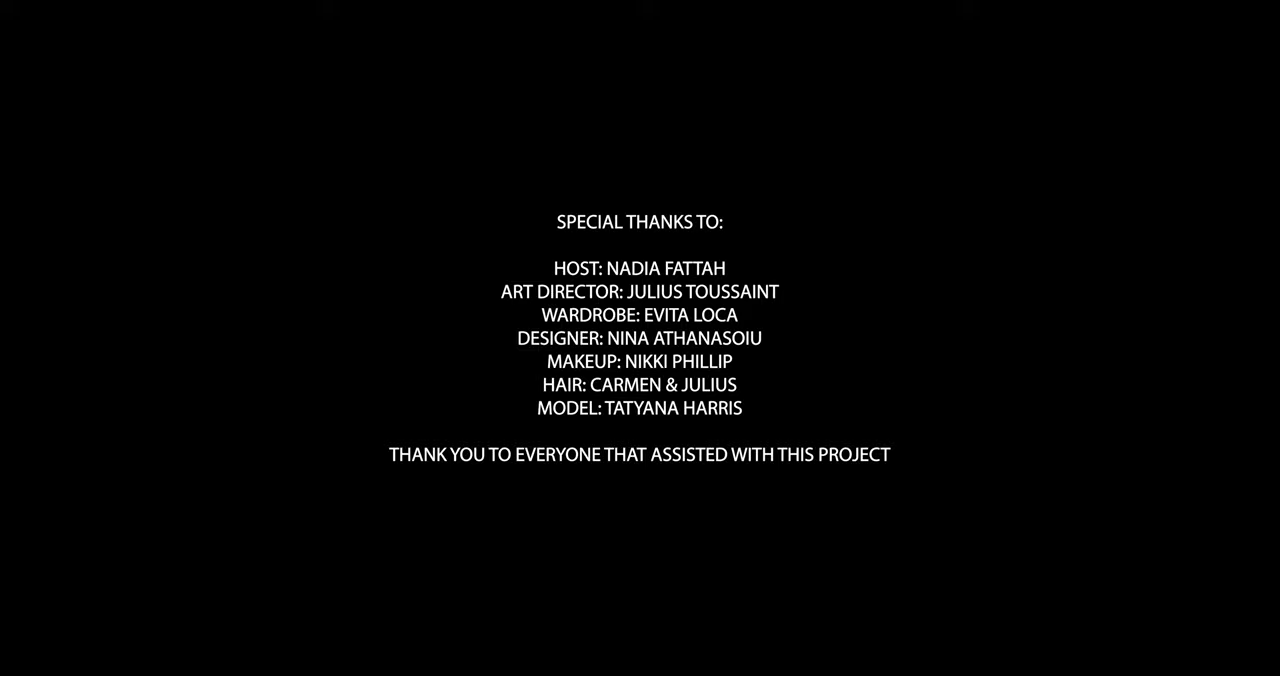 SPECIAL THANKS TO:
HOST: NADIA FATTAH
ART DIRECTOR: JULIUS TOUSSAINT
WARDROBE: EVITA LOCA
DESIGNER: NINA ATHANASOIU
MAKEUP: NIKKI PHILLIP
HAIR: CARMEN & JULIUS
MODEL: TATYANA HARRIS
THANK YOU TO EVERYONE THAT ASSISTED WITH THIS PROJECT